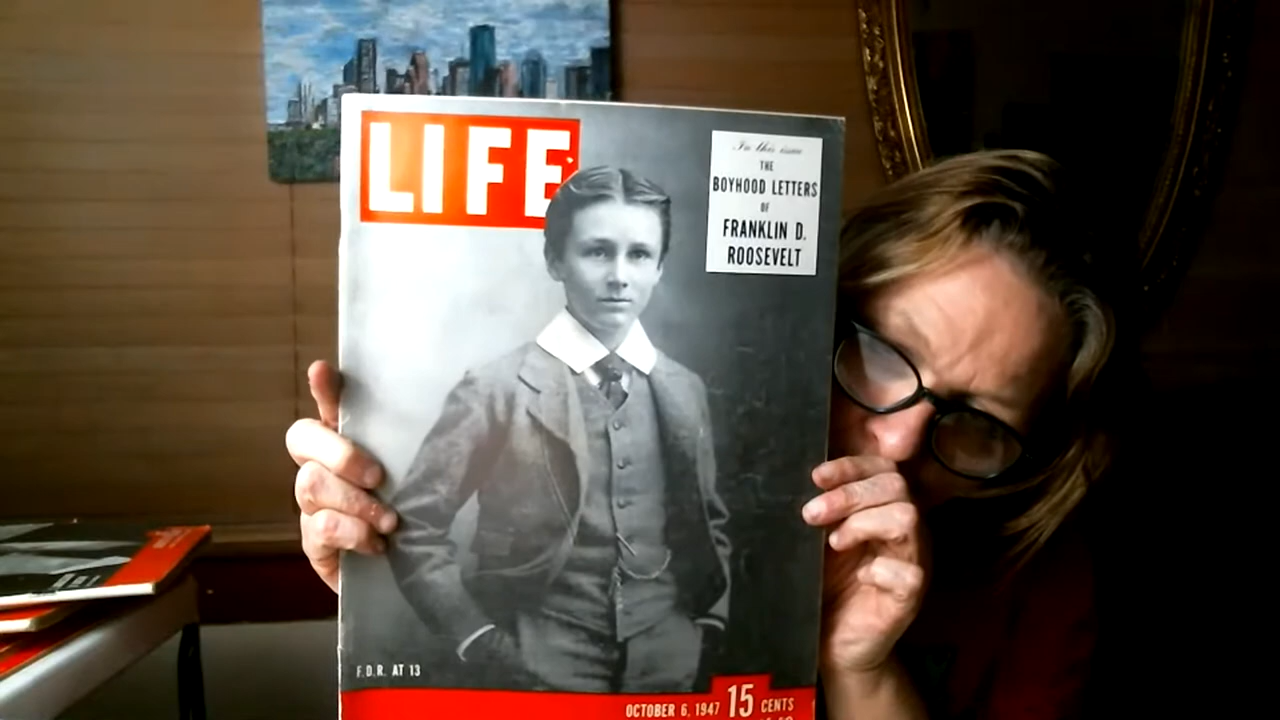 LIFE
In this issue
THE
BOYHOOD LETTERS
OF
FRANKLIN D.
ROOSEVELT
F.D.R. AT 13
OCTOBER 6, 1947 15 CENTS